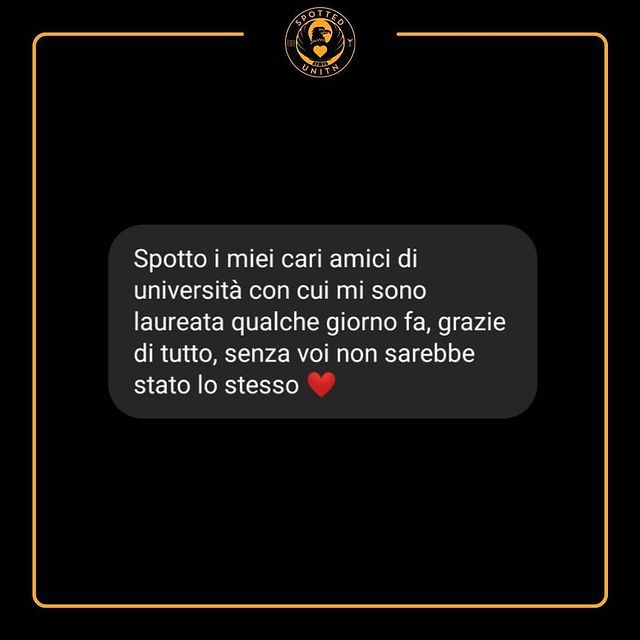 SPOTTED
UNITN
Spotto i miei cari amici di
università con cui mi sono
laureata qualche giorno fa, grazie
di tutto, senza voi non sarebbe
stato lo stesso ❤️